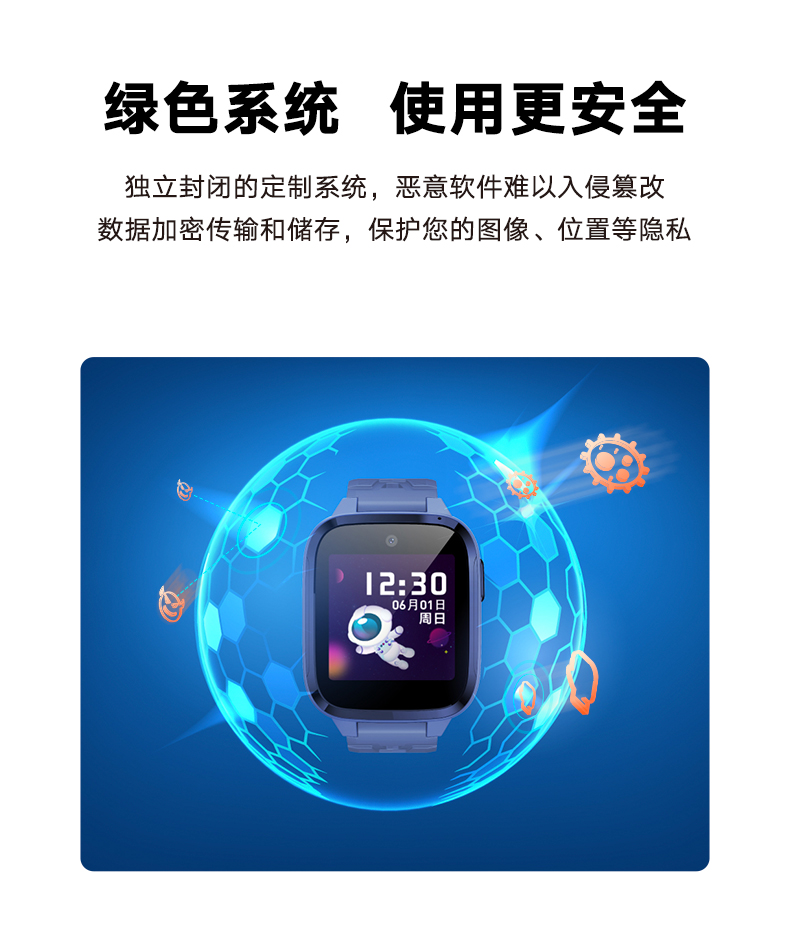 绿色系统 使用更安全
独立封闭的定制系统，恶意软件难以入侵篡改
数据加密传输和储存，保护您的图像、位置等隐私
12:30
06月01日
周日